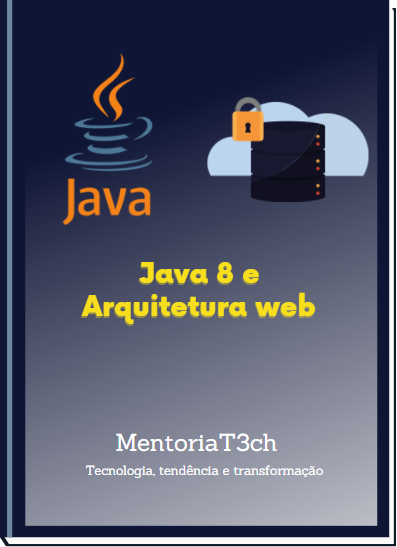 Java
Java 8 e
Arquitetura web
MentoriaT3ch
Tecnologia, tendência e transformação